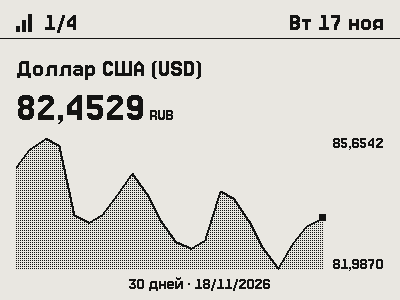 1/4 Вт 17 ноя
Доллар США (USD)
82,4529 RUB
85,6542
81,9870
30 дней · 18/11/2026